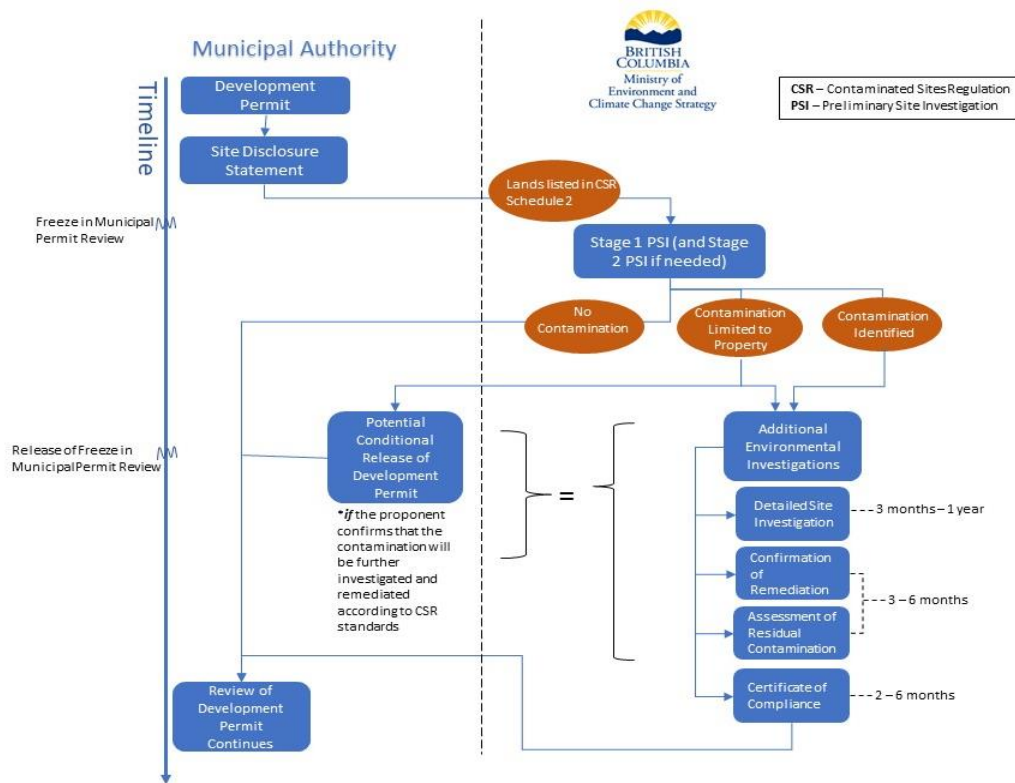 Municipal Authority
BRITISH
COLUMBIA
Ministry of
Environment and
Climate Change Strategy
CSR – Contaminated Sites Regulation
PSI – Preliminary Site Investigation
Timeline
Development
Permit
Site Disclosure
Statement
Lands listed in CSR
Schedule 2
Freeze in Municipal
Permit Review
Stage 1 PSI (and Stage
2 PSI if needed)
No
Contamination
Contamination
Limited to
Property
Contamination
Identified
Release of Freeze in
Municipal Permit Review
Potential
Conditional
Release of
Development
Permit
*if the proponent
confirms that the
contamination will
be further
investigated and
remediated
according to CSR
standards
=
Additional
Environmental
Investigations
Detailed Site
Investigation
3 months – 1 year
Confirmation
of
Remediation
3 – 6 months
Assessment of
Residual
Contamination
Certificate of
Compliance
2 – 6 months
Review of
Development
Permit
Continues